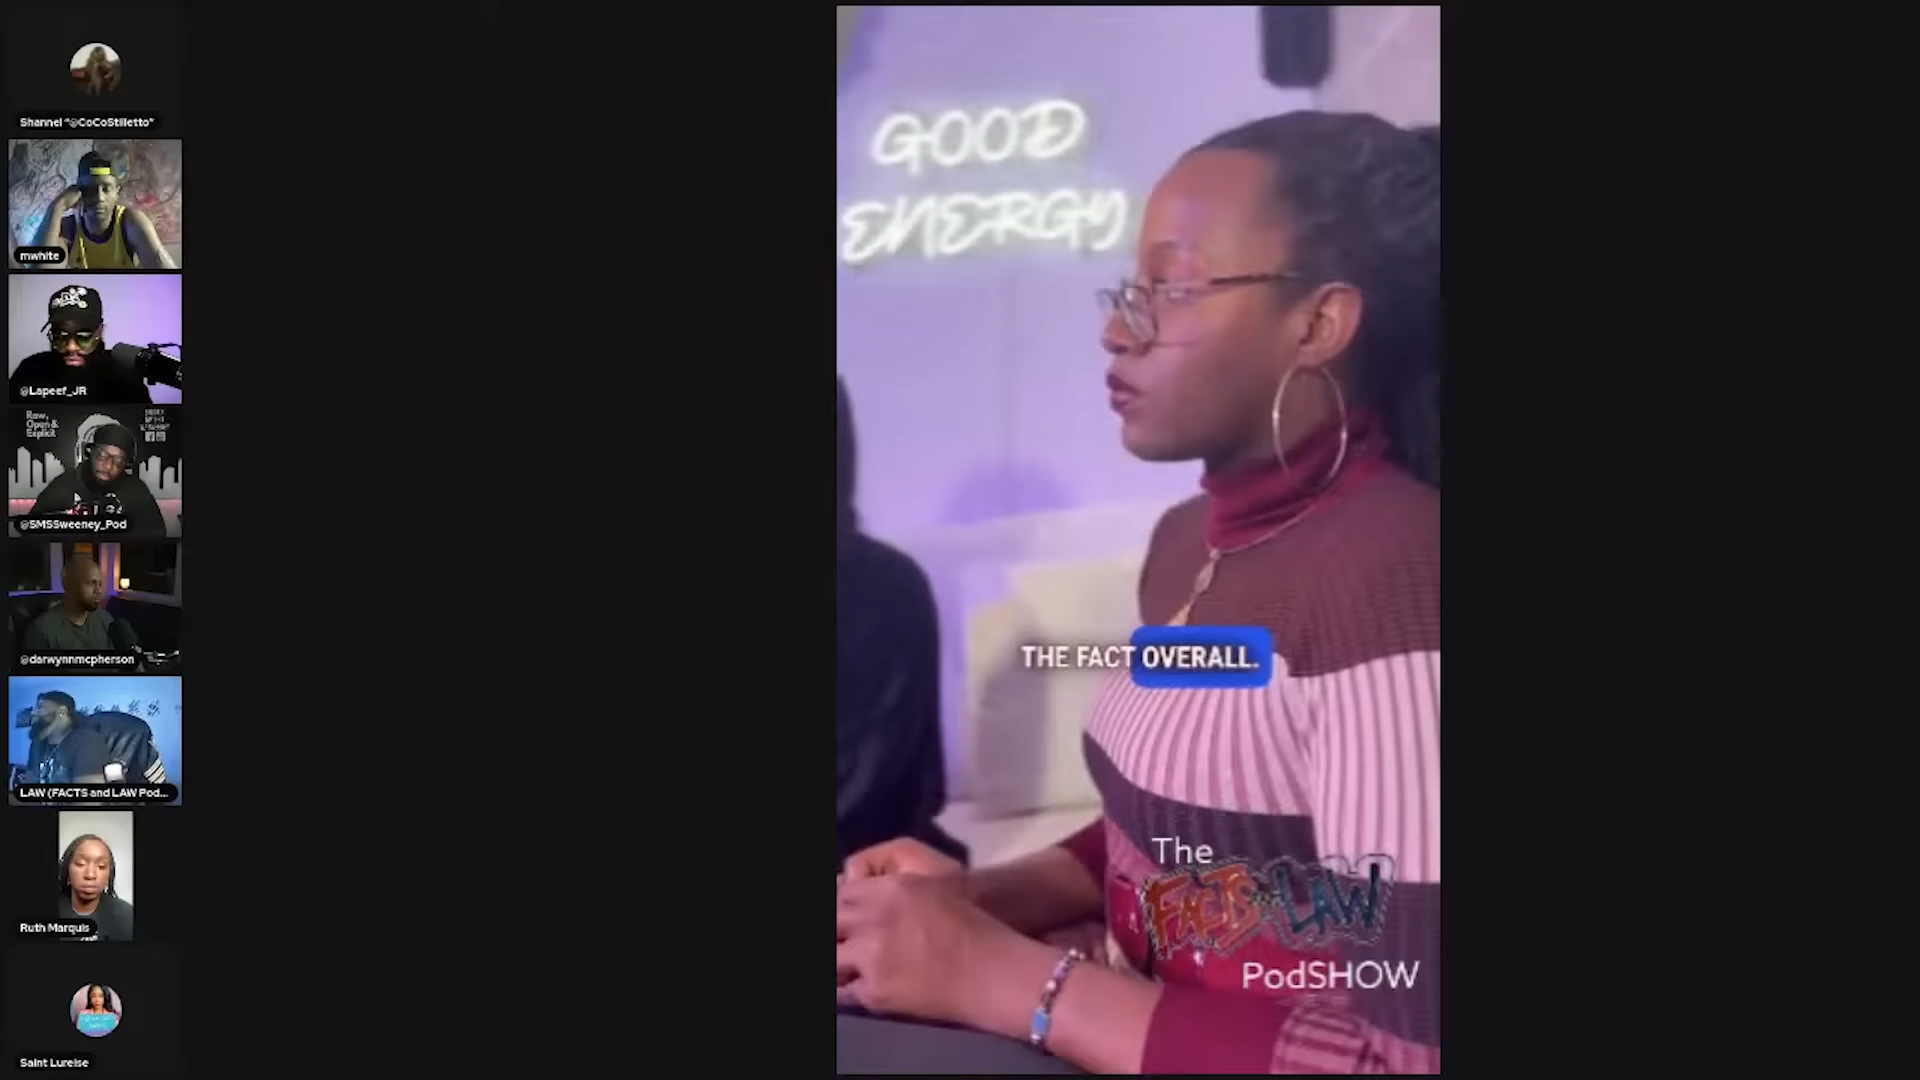 Shannel "@CoCoStilletto"
mwhite
@Lapeef_JR
Raw,
Open &
Explicit
@SMSSweeney_Pod
@darwynnmcpherson
LAW (FACTS and LAW Pod...
Ruth Marquis
Saint Lureise
GOOD
ENERGY
THE FACT OVERALL.
The
FACTS
LAW
PodSHOW